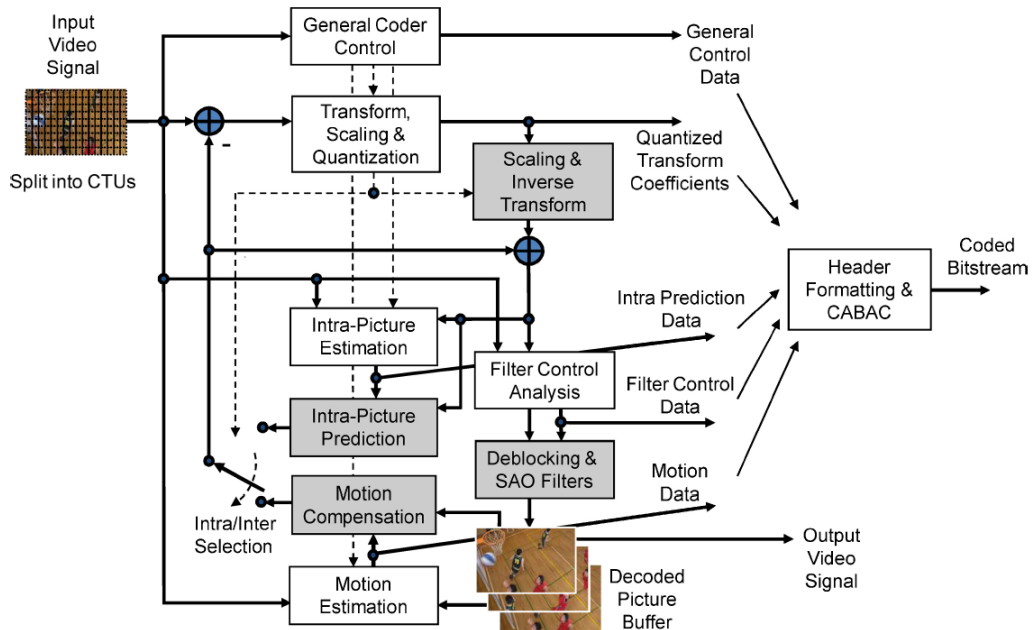 Input
Video
Signal
Split into CTUs
General Coder
Control
Transform,
Scaling &
Quantization
-
Scaling &
Inverse
Transform
General
Control
Data
Quantized
Transform
Coefficients
Header
Formatting &
CABAC
Coded
Bitstream
Intra-Picture
Estimation
Intra Prediction
Data
Filter Control
Analysis
Filter Control
Data
Intra-Picture
Prediction
Deblocking &
SAO Filters
Motion
Compensation
Motion
Data
Intra/Inter
Selection
Motion Estimation
Decoded
Picture
Buffer
Output
Video
Signal